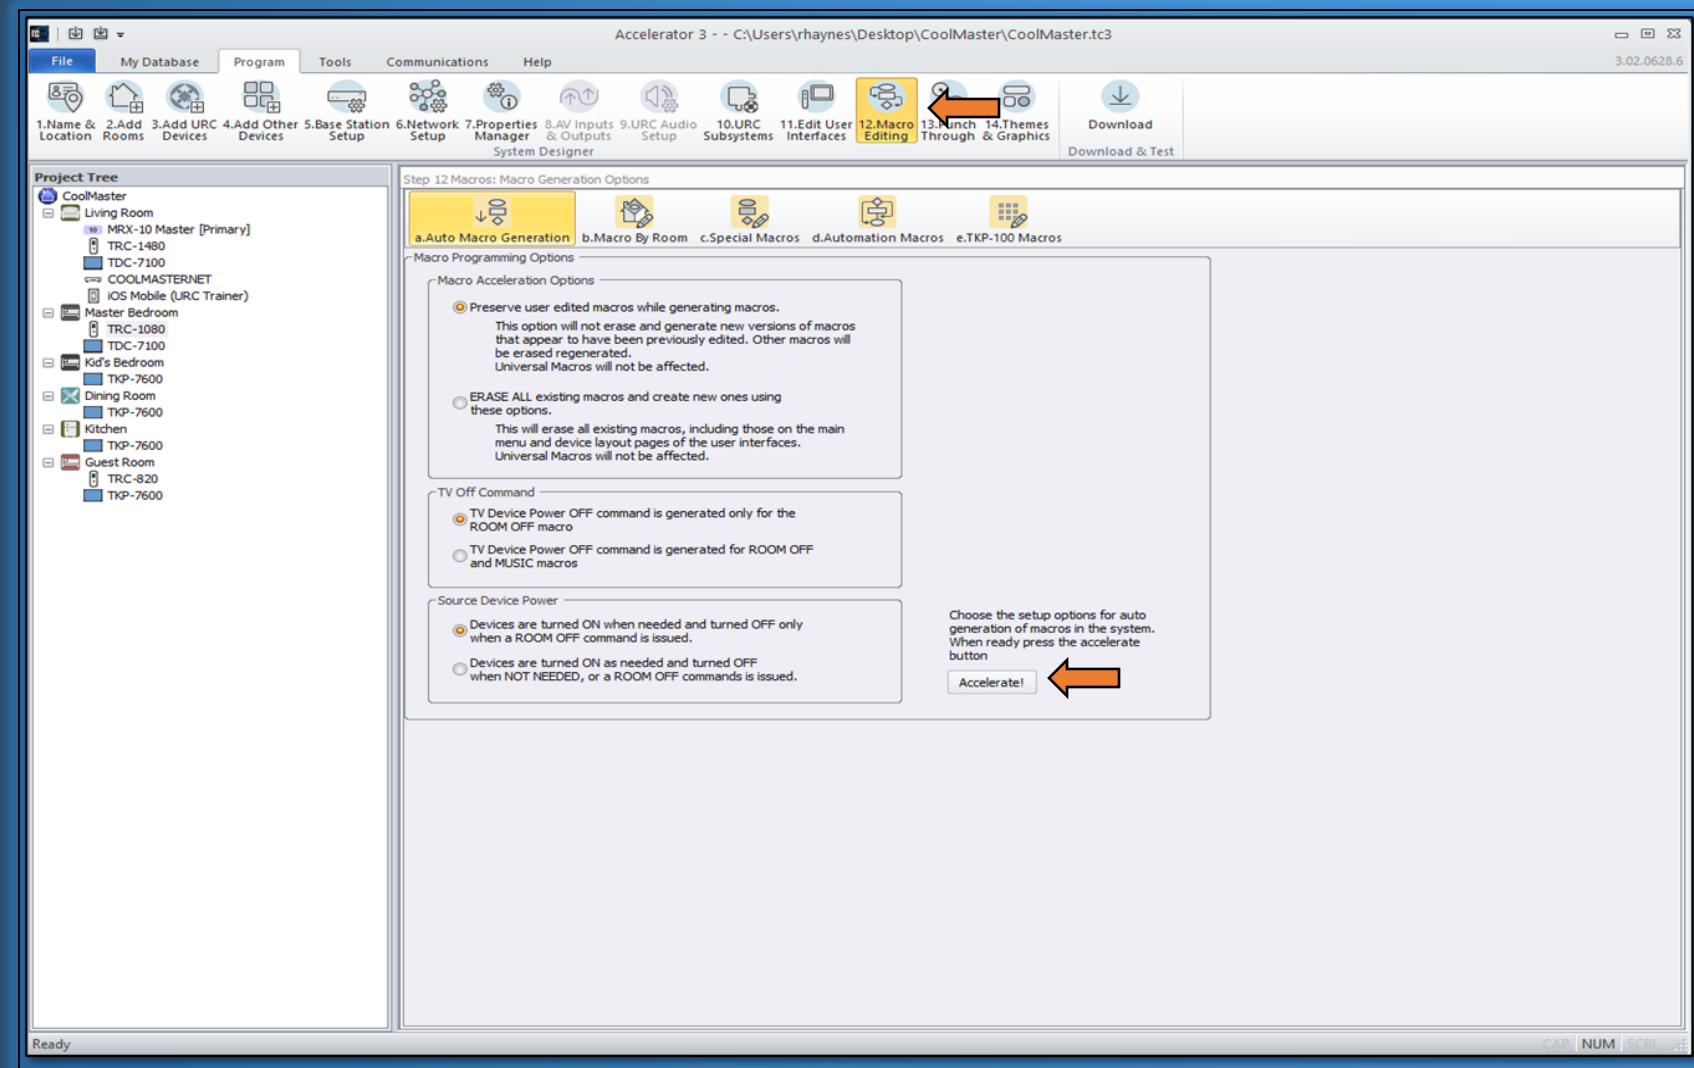 Accelerator 3 - - C:\Users\rhaynes\Desktop\CoolMaster\CoolMaster.tc3
File My Database Program Tools Communications Help 3.02.0628.6
1.Name & Location
2.Add Rooms
3.Add URC Devices
4.Add Other Devices
5.Base Station Setup
6.Network Setup
7.Properties Manager
8.AV Inputs & Outputs
9.URC Audio Setup
10.URC Subsystems
11.Edit User Interfaces
12.Macro Editing
13.Punch Through
14.Themes & Graphics
Download
System Designer
Download & Test
Project Tree
CoolMaster
Living Room
10 MRX-10 Master [Primary]
TRC-1480
TDC-7100
COOLMASTERNET
iOS Mobile (URC Trainer)
Master Bedroom
TRC-1080
TDC-7100
Kid's Bedroom
TKP-7600
Dining Room
TKP-7600
Kitchen
TKP-7600
Guest Room
TRC-820
TKP-7600
Step 12 Macros: Macro Generation Options
a.Auto Macro Generation b.Macro By Room c.Special Macros d.Automation Macros e.TKP-100 Macros
Macro Programming Options
Macro Acceleration Options
Preserve user edited macros while generating macros.
This option will not erase and generate new versions of macros
that appear to have been previously edited. Other macros will
be erased regenerated.
Universal Macros will not be affected.
ERASE ALL existing macros and create new ones using
these options.
This will erase all existing macros, including those on the main
menu and device layout pages of the user interfaces.
Universal Macros will not be affected.
TV Off Command
TV Device Power OFF command is generated only for the
ROOM OFF macro
TV Device Power OFF command is generated for ROOM OFF
and MUSIC macros
Source Device Power
Devices are turned ON when needed and turned OFF only
when a ROOM OFF command is issued.
Devices are turned ON as needed and turned OFF
when NOT NEEDED, or a ROOM OFF commands is issued.
Choose the setup options for auto
generation of macros in the system.
When ready press the accelerate
button
Accelerate!
Ready
CAP NUM SCRL